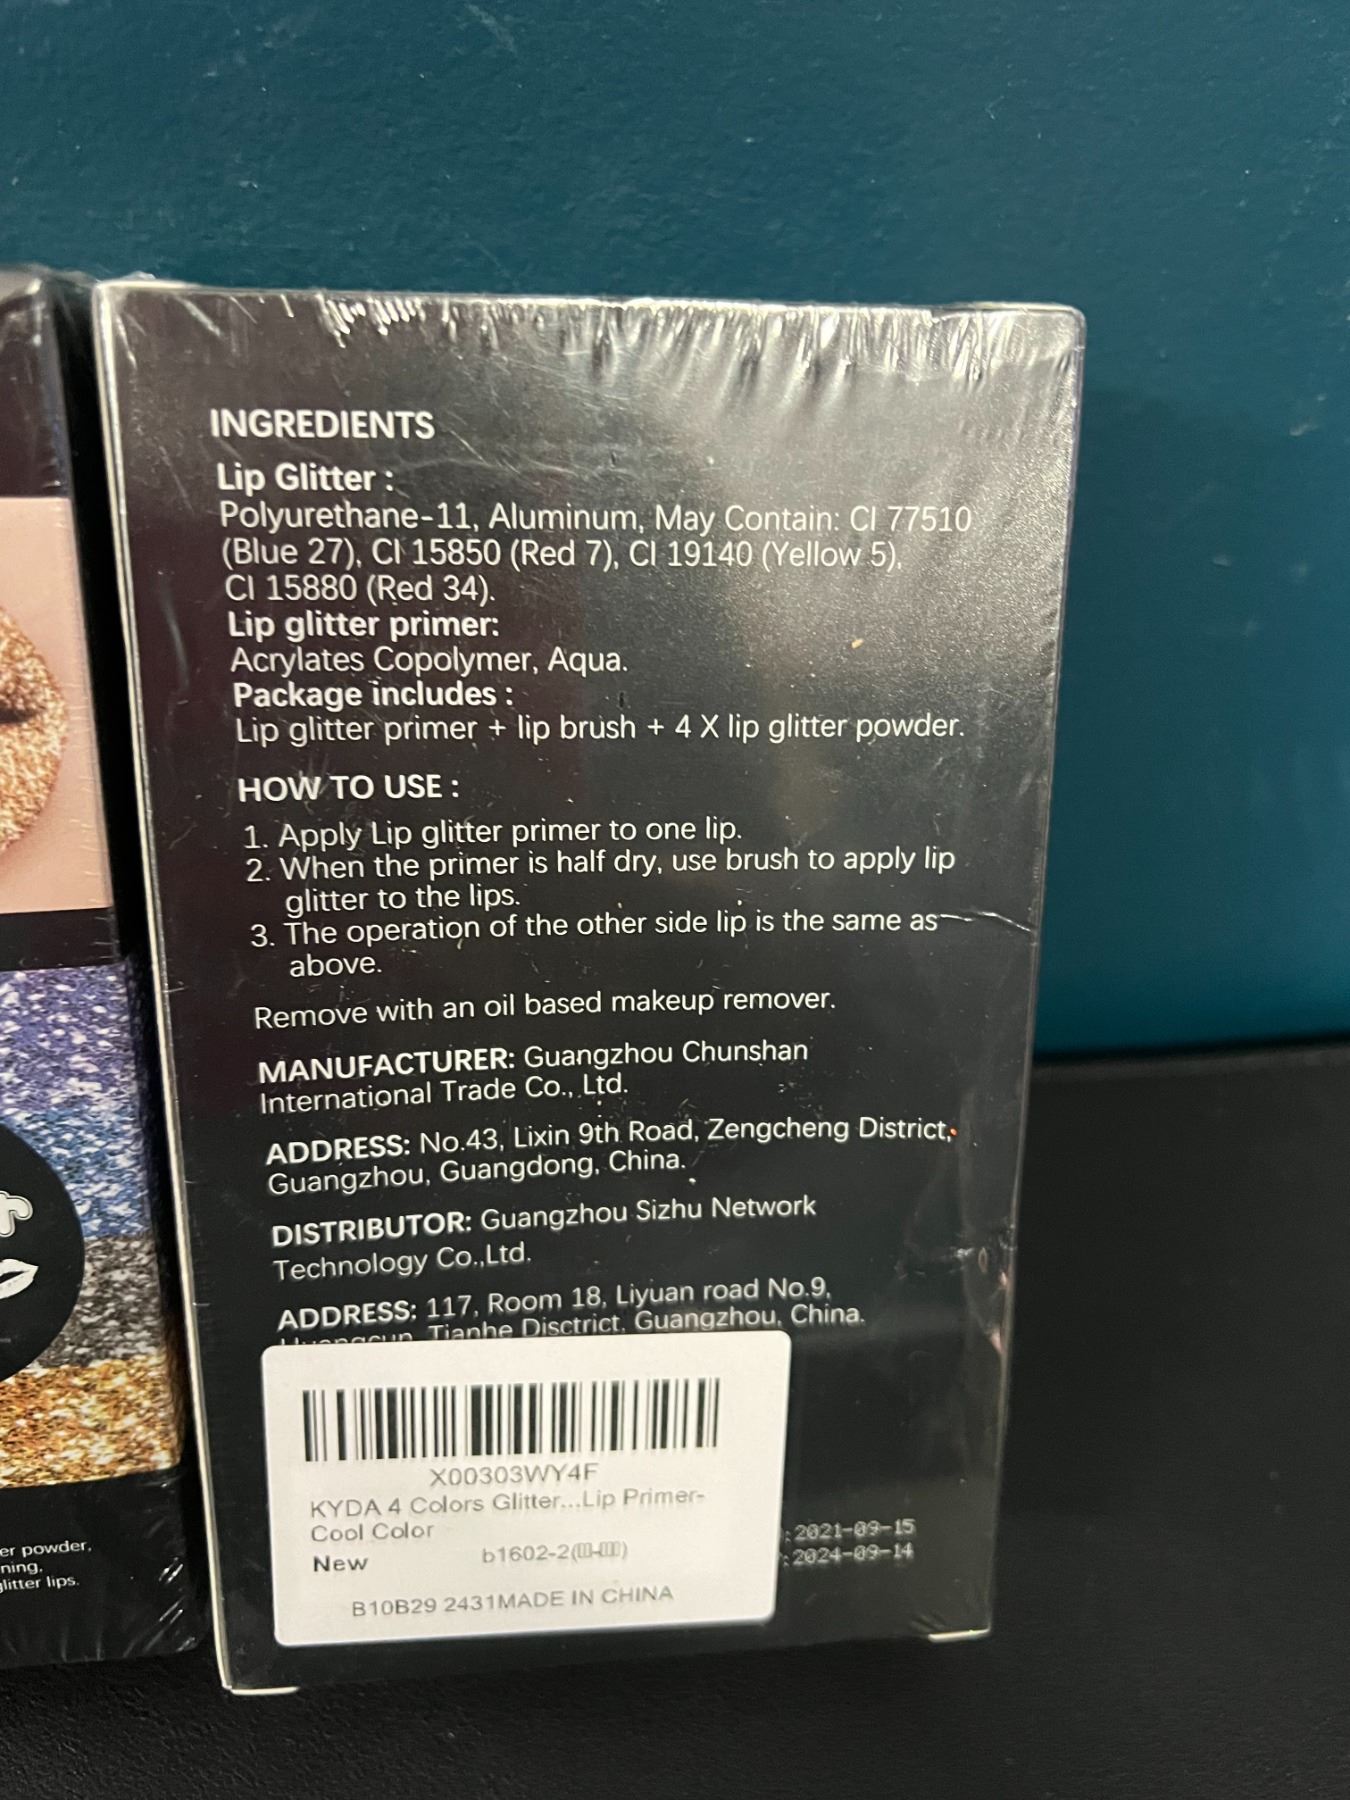 INGREDIENTS
Lip Glitter :
Polyurethane-11, Aluminum, May Contain: CI 77510
(Blue 27), CI 15850 (Red 7), CI 19140 (Yellow 5),
CI 15880 (Red 34).
Lip glitter primer:
Acrylates Copolymer, Aqua.
Package includes :
Lip glitter primer + lip brush + 4 X lip glitter powder.
HOW TO USE :
1. Apply Lip glitter primer to one lip.
2. When the primer is half dry, use brush to apply lip
glitter to the lips.
3. The operation of the other side lip is the same as
above.
Remove with an oil based makeup remover.
MANUFACTURER: Guangzhou Chunshan
International Trade Co., Ltd.
ADDRESS: No.43, Lixin 9th Road, Zengcheng District,
Guangzhou, Guangdong, China.
DISTRIBUTOR: Guangzhou Sizhu Network
Technology Co.,Ltd.
ADDRESS: 117, Room 18, Liyuan road No.9,
Tianhe Disctrict, Guangzhou, China.
X00303WY4F
KYDA 4 Colors Glitter...Lip Primer-
Cool Color
New b1602-2
B10B29 2431MADE IN CHINA
:2021-09-15
:2024-09-14
er powder,
ning,
glitter lips.